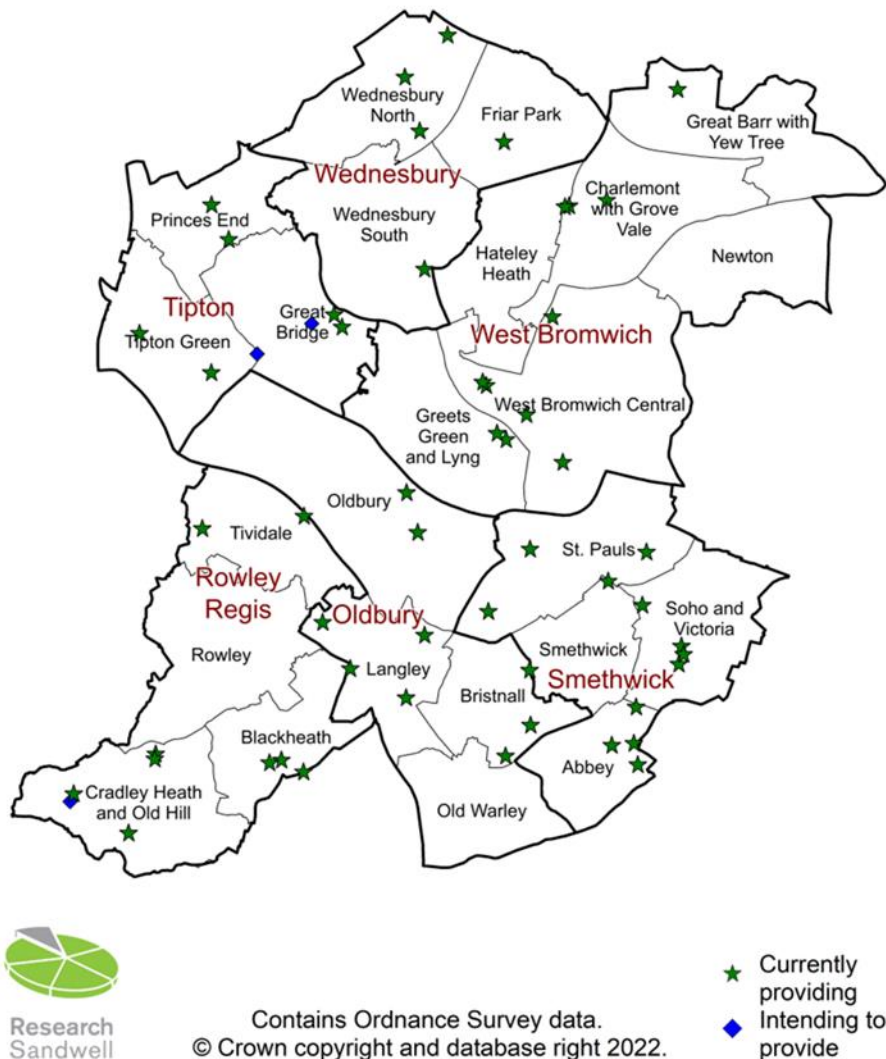 Wednesbury
North
Friar Park
Great Barr with
Yew Tree
Wednesbury
Charlemont
with Grove
Vale
Princes End
Wednesbury
South
Hateley
Heath
Newton
Tipton
Great
Bridge
Tipton Green
West Bromwich
West Bromwich Central
Greets
Green
and Lyng
Oldbury
Tividale
St. Pauls
Rowley
Regis
Oldbury
Soho and
Victoria
Smethwick
Rowley
Langley
Smethwick
Bristnall
Blackheath
Abbey
Cradley Heath
and Old Hill
Old Warley
Currently
providing
Intending to
provide
Research
Sandwell
Contains Ordnance Survey data.
© Crown copyright and database right 2022.